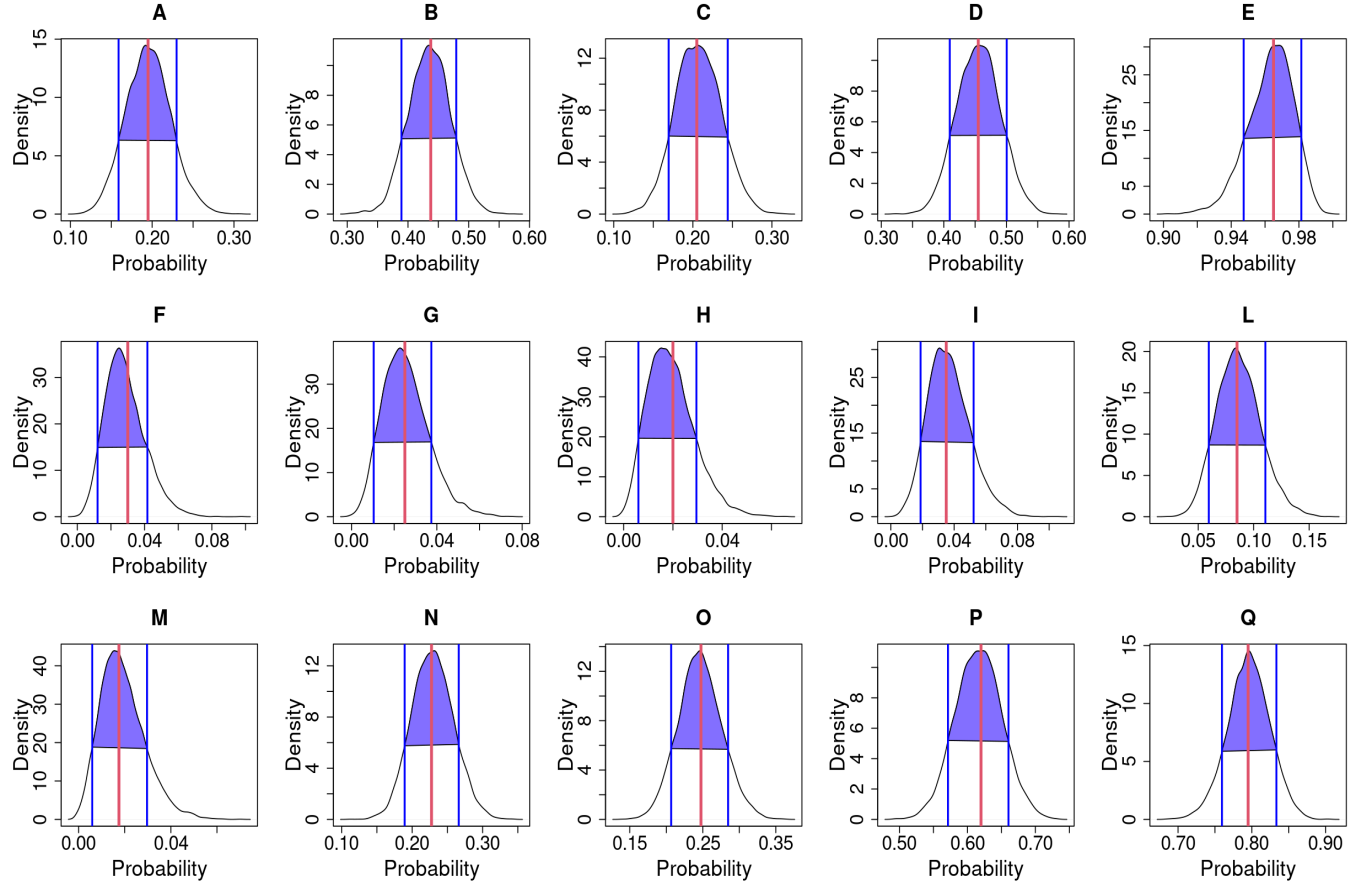 A B C D E
Density 0 5 10 15
Density 0 2 4 6 8
Density 0 4 8 12
Density 0 2 4 6 8
Density 0 5 15 25
0.10 0.20 0.30
0.30 0.40 0.50 0.60
0.10 0.20 0.30
0.30 0.40 0.50 0.60
0.90 0.94 0.98
Probability Probability Probability Probability Probability
F G H I L
Density 0 10 20 30
Density 0 10 20 30
Density 0 10 20 30 40
Density 0 5 15 25
Density 0 5 10 15 20
0.00 0.04 0.08
0.00 0.04 0.08
0.00 0.04
0.00 0.04 0.08
0.05 0.10 0.15
Probability Probability Probability Probability Probability
M N O P Q
Density 0 10 20 30 40
Density 0 4 8 12
Density 0 4 8 12
Density 0 2 4 6 8
Density 0 5 10 15
0.00 0.04
0.10 0.20 0.30
0.15 0.25 0.35
0.50 0.60 0.70
0.70 0.80 0.90
Probability Probability Probability Probability Probability